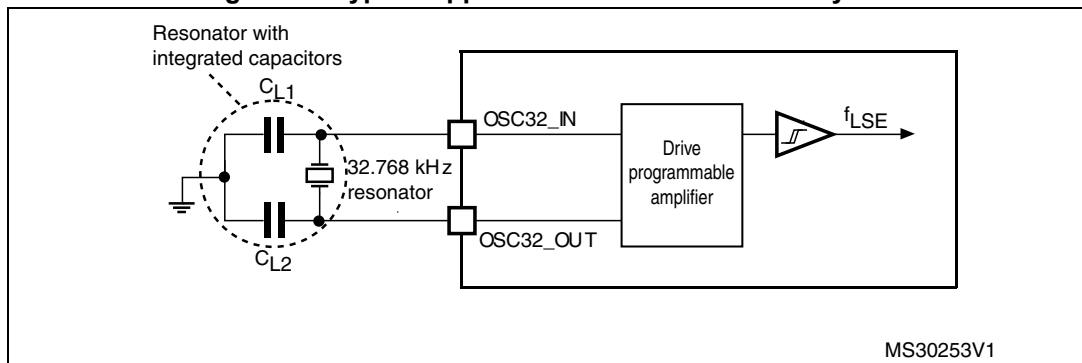 Resonator with
integrated capacitors
CL1
OSC32_IN
fLSE
32.768 kHz
resonator
Drive
programmable
amplifier
OSC32_OUT
CL2
MS30253V1